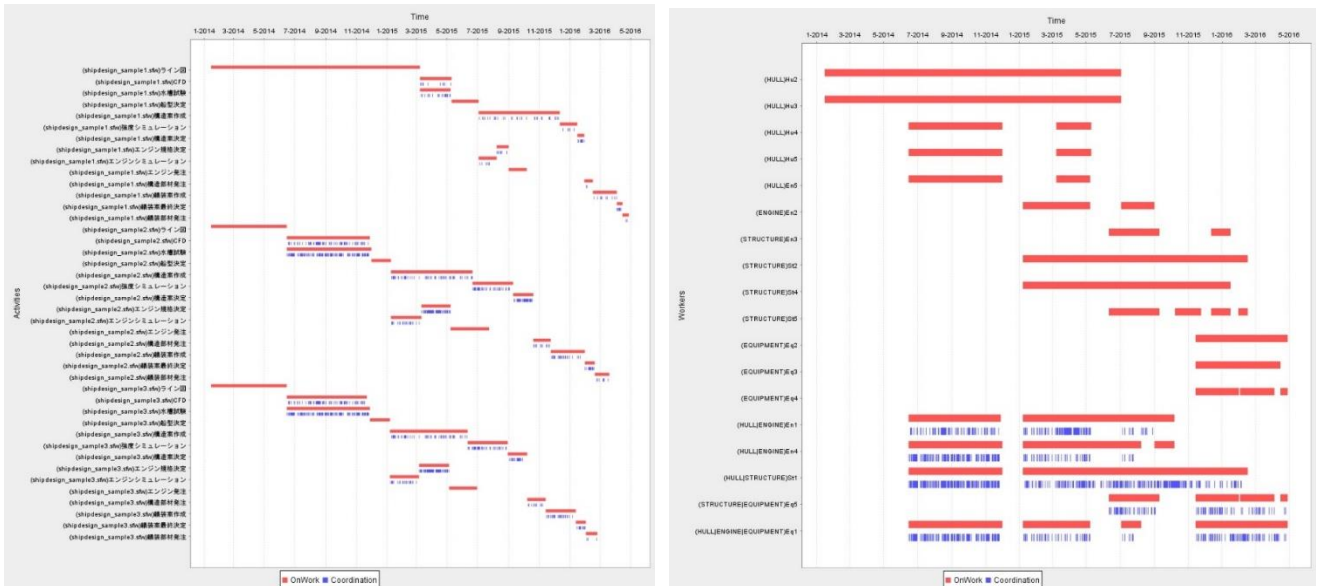 Time
1-2014 3-2014 5-2014 7-2014 9-2014 11-2014 1-2015 3-2015 5-2015 7-2015 9-2015 11-2015 1-2016 3-2016 5-2016
(shipdesign_sample1.sfw)ライン図
(shipdesign_sample1.sfw)CFD
(shipdesign_sample1.sfw)水槽試験
(shipdesign_sample1.sfw)船型決定
(shipdesign_sample1.sfw)構造案作成
(shipdesign_sample1.sfw)強度シミュレーション
(shipdesign_sample1.sfw)構造案決定
(shipdesign_sample1.sfw)エンジン規格決定
(shipdesign_sample1.sfw)エンジンシミュレーション
(shipdesign_sample1.sfw)エンジン発注
(shipdesign_sample1.sfw)構造部材発注
(shipdesign_sample1.sfw)艤装案作成
(shipdesign_sample1.sfw)艤装案最終決定
(shipdesign_sample1.sfw)艤装部材発注
(shipdesign_sample2.sfw)ライン図
(shipdesign_sample2.sfw)CFD
(shipdesign_sample2.sfw)水槽試験
(shipdesign_sample2.sfw)船型決定
(shipdesign_sample2.sfw)構造案作成
(shipdesign_sample2.sfw)強度シミュレーション
(shipdesign_sample2.sfw)構造案決定
(shipdesign_sample2.sfw)エンジン規格決定
(shipdesign_sample2.sfw)エンジンシミュレーション
(shipdesign_sample2.sfw)エンジン発注
(shipdesign_sample2.sfw)構造部材発注
(shipdesign_sample2.sfw)艤装案作成
(shipdesign_sample2.sfw)艤装案最終決定
(shipdesign_sample2.sfw)艤装部材発注
(shipdesign_sample3.sfw)ライン図
(shipdesign_sample3.sfw)CFD
(shipdesign_sample3.sfw)水槽試験
(shipdesign_sample3.sfw)船型決定
(shipdesign_sample3.sfw)構造案作成
(shipdesign_sample3.sfw)強度シミュレーション
(shipdesign_sample3.sfw)構造案決定
(shipdesign_sample3.sfw)エンジン規格決定
(shipdesign_sample3.sfw)エンジンシミュレーション
(shipdesign_sample3.sfw)エンジン発注
(shipdesign_sample3.sfw)構造部材発注
(shipdesign_sample3.sfw)艤装案作成
(shipdesign_sample3.sfw)艤装案最終決定
(shipdesign_sample3.sfw)艤装部材発注
Activities
OnWork Coordination
Time
1-2014 3-2014 5-2014 7-2014 9-2014 11-2014 1-2015 3-2015 5-2015 7-2015 9-2015 11-2015 1-2016 3-2016 5-2016
(HULL)Hu2
(HULL)Hu3
(HULL)Hu4
(HULL)Hu5
(HULL)En5
(ENGINE)En2
(STRUCTURE)En3
(STRUCTURE)St2
(STRUCTURE)St4
(STRUCTURE)St5
(EQUIPMENT)Eq2
(EQUIPMENT)Eq3
(EQUIPMENT)Eq4
(HULL|ENGINE)En1
(HULL|ENGINE)En4
(HULL|STRUCTURE)St1
(STRUCTURE|EQUIPMENT)Eq5
(HULL|ENGINE|EQUIPMENT)Eq1
Workers
OnWork Coordination